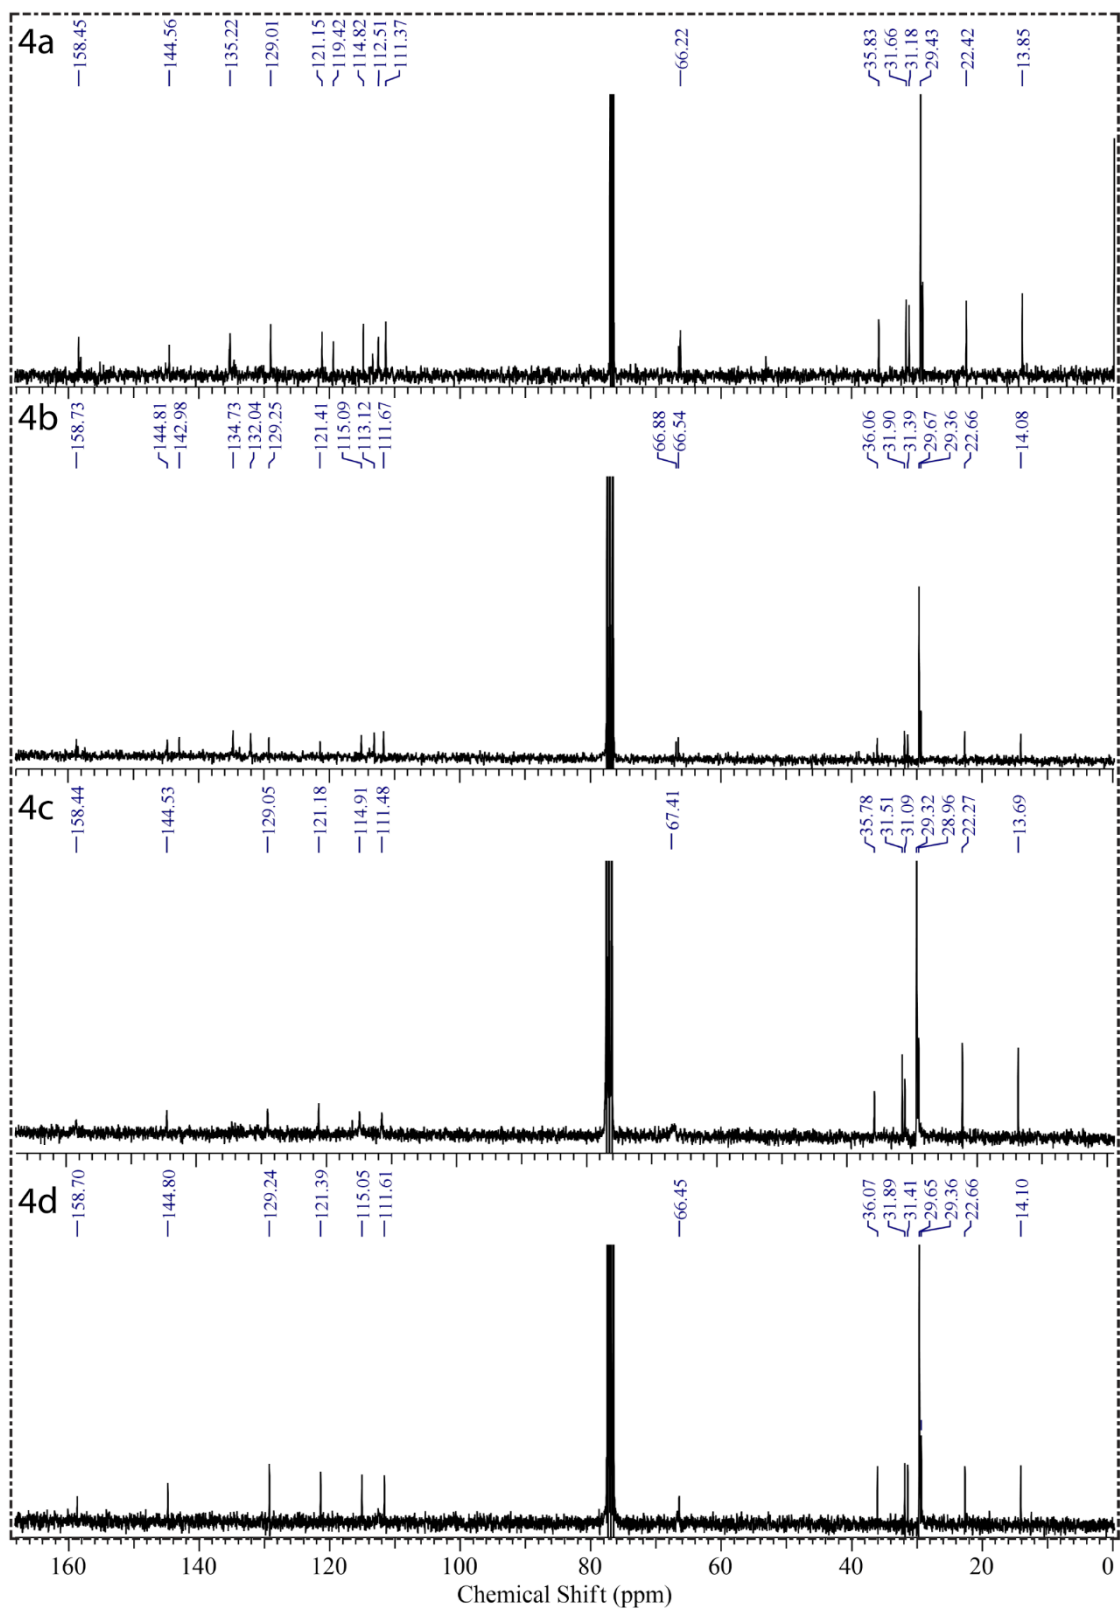 4a
158.45 144.56 135.22 129.01 121.15 119.42 114.82 112.51 111.37 66.22 35.83 31.66 31.18 29.43 22.42 13.85
4b
158.73 144.81 142.98 134.73 132.04 129.25 121.41 115.09 113.12 111.67 66.88 66.54 36.06 31.90 31.39 29.67 29.36 22.66 14.08
4c
158.44 144.53 129.05 121.18 114.91 111.48 67.41 35.78 31.51 31.09 29.32 28.96 22.27 13.69
4d
158.70 144.80 129.24 121.39 115.05 111.61 66.45 36.07 31.89 31.41 29.65 29.36 22.66 14.10
160 140 120 100 80 60 40 20 0
Chemical Shift (ppm)